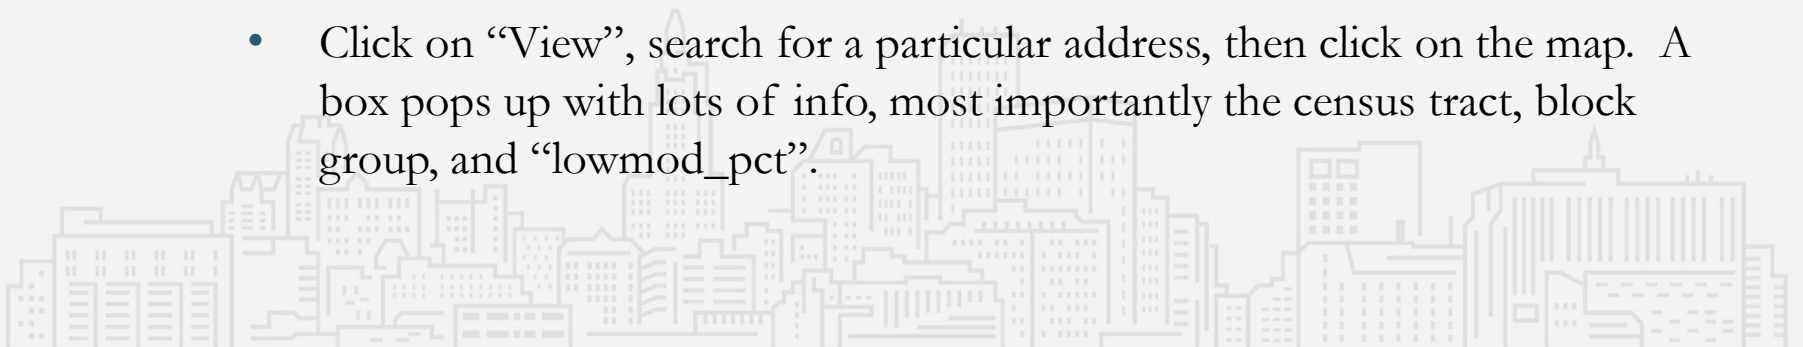 • Click on “View”, search for a particular address, then click on the map.  A
box pops up with lots of info, most importantly the census tract, block
group, and “lowmod_pct”.